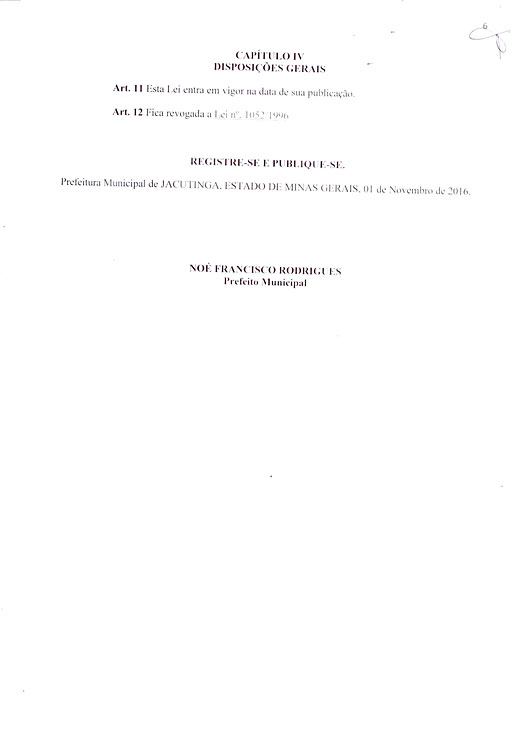 6
CAPÍTULO IV
DISPOSIÇÕES GERAIS
Art. 11 Esta Lei entra em vigor na data de sua publicação.
Art. 12 Fica revogada a Lei nº. 1052/1996
REGISTRE-SE E PUBLIQUE-SE.
Prefeitura Municipal de JACUTINGA, ESTADO DE MINAS GERAIS, 01 de Novembro de 2016.
NOÉ FRANCISCO RODRIGUES
Prefeito Municipal